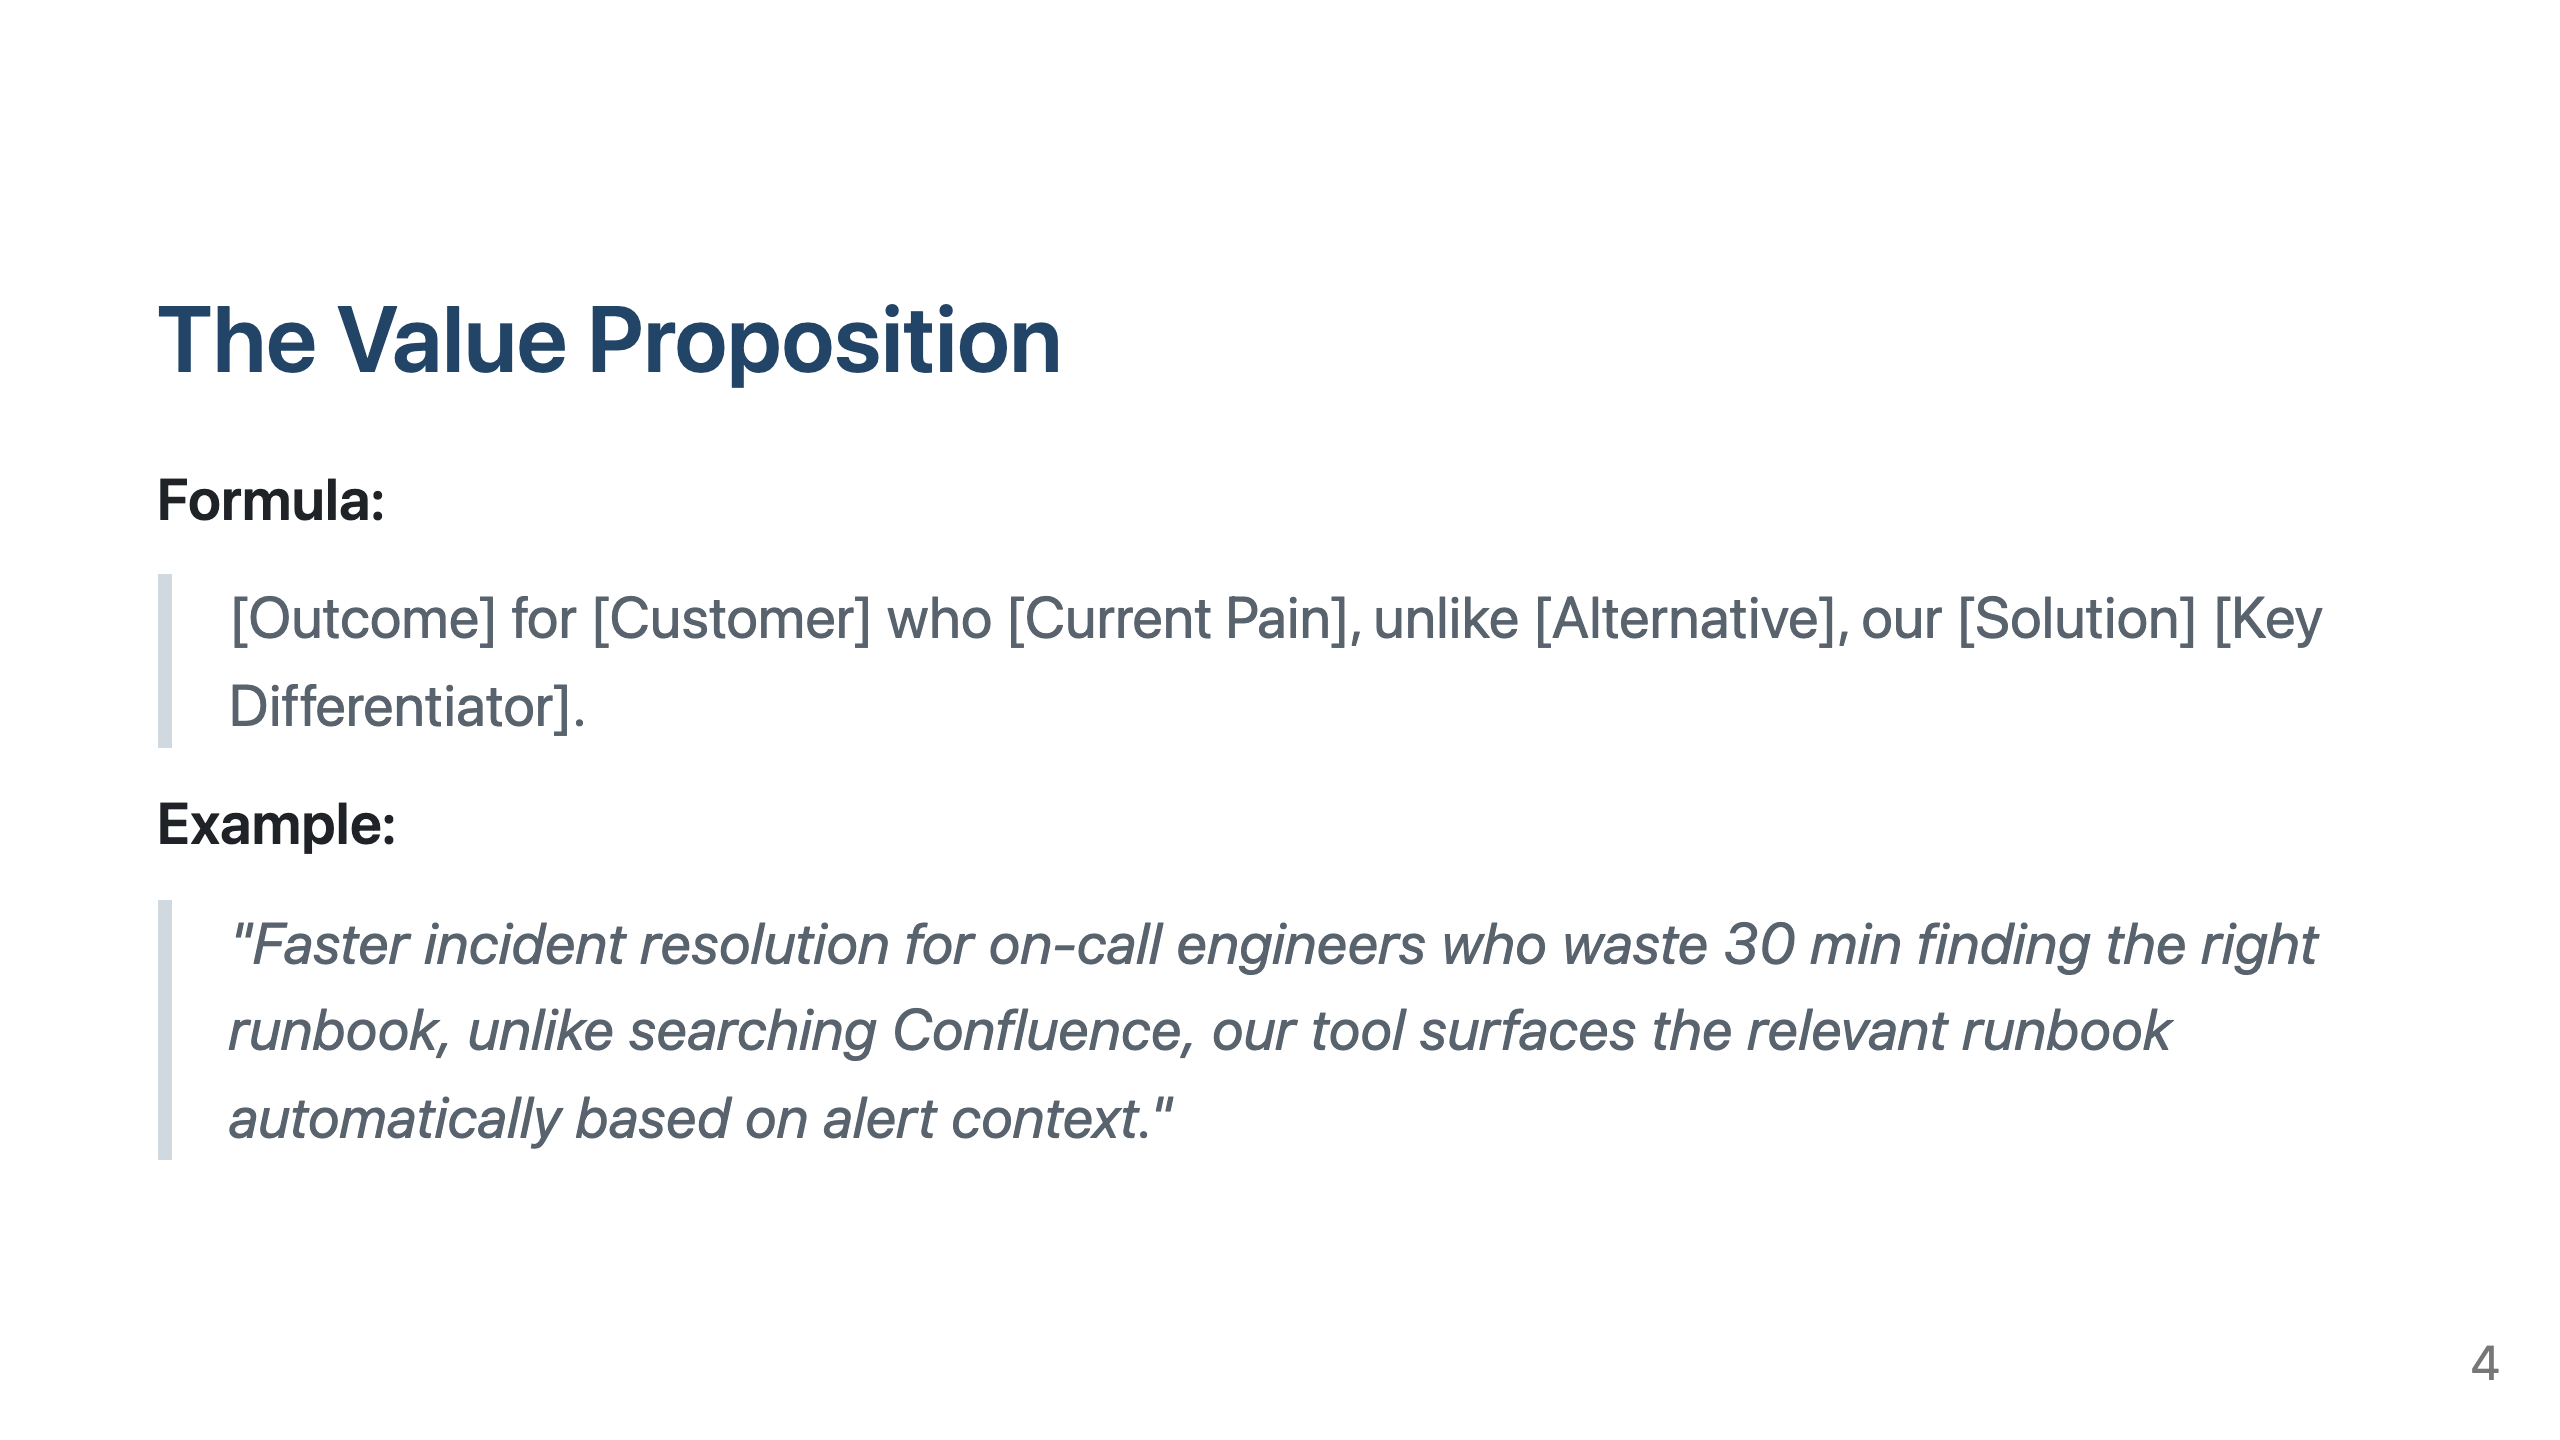 The Value Proposition
Formula:
[Outcome] for [Customer] who [Current Pain], unlike [Alternative], our [Solution] [Key
Differentiator].
Example:
"Faster incident resolution for on-call engineers who waste 30 min finding the right
runbook, unlike searching Confluence, our tool surfaces the relevant runbook
automatically based on alert context."
4